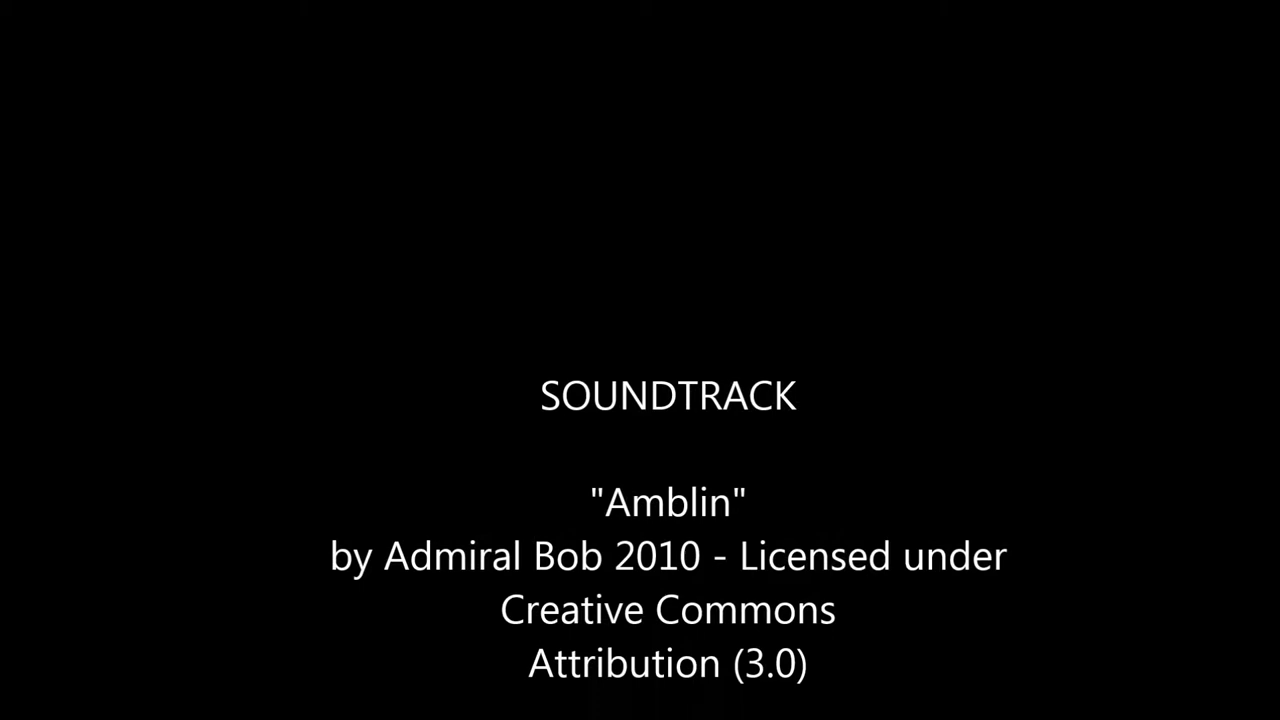 SOUNDTRACK
"Amblin"
by Admiral Bob 2010 - Licensed under
Creative Commons
Attribution (3.0)